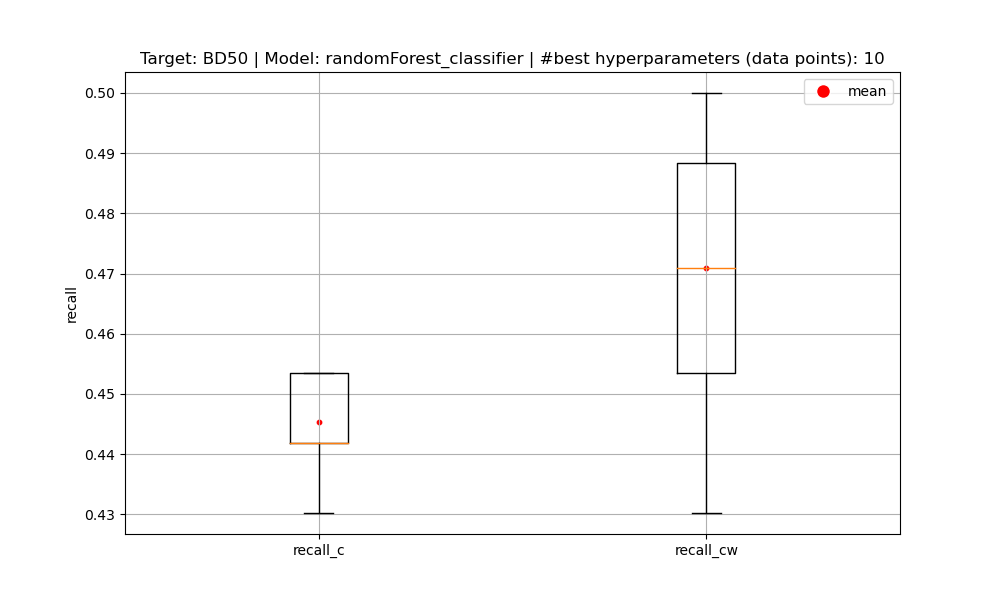 Target: BD50 | Model: randomForest_classifier | #best hyperparameters (data points): 10
mean
0.50
0.49
0.48
0.47
0.46
0.45
0.44
0.43
recall
recall_c
recall_cw